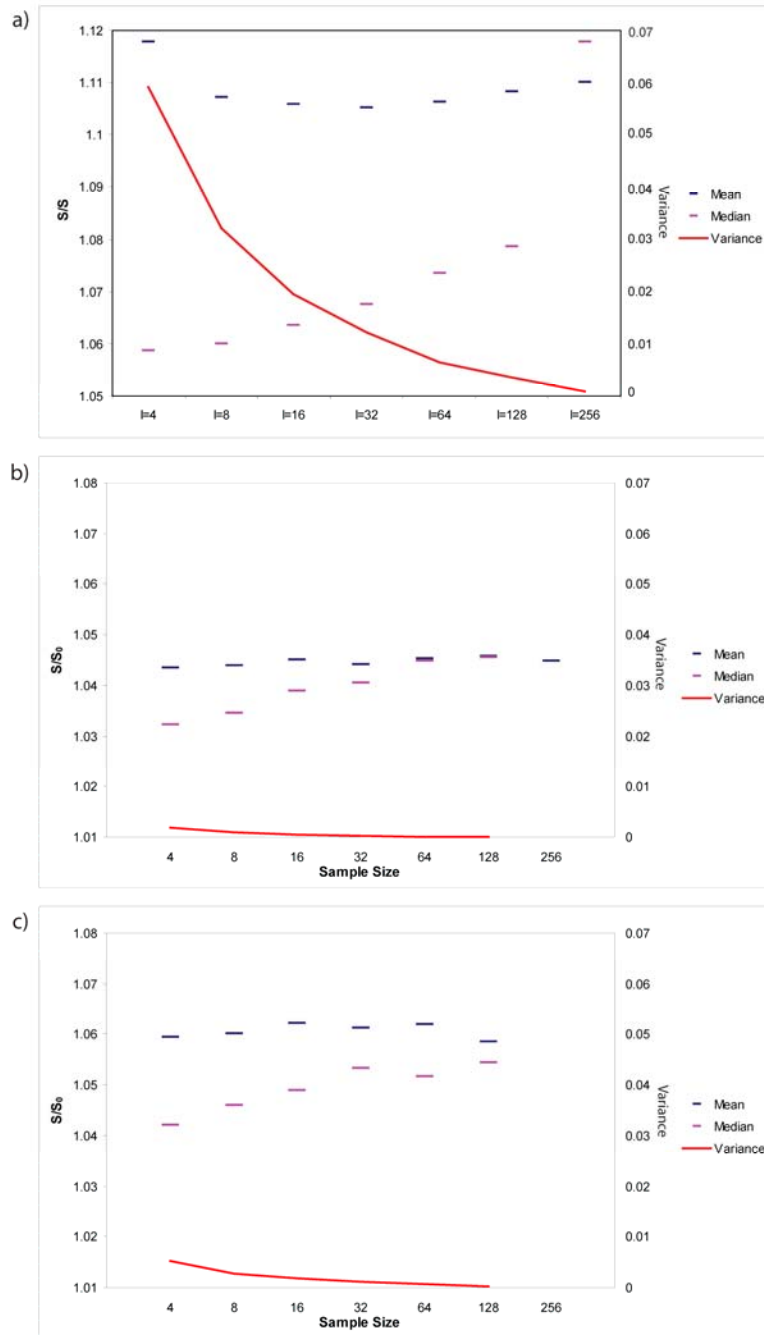 a)
1.12
1.11
1.1
1.09
1.08
1.07
1.06
1.05
S/S
0.07
0.06
0.05
0.04
0.03
0.02
0.01
0
Variance
Mean
Median
Variance
I=4 I=8 I=16 I=32 I=64 I=128 I=256
b)
1.08
1.07
1.06
1.05
1.04
1.03
1.02
1.01
S/S₀
0.07
0.06
0.05
0.04
0.03
0.02
0.01
0
Variance
Mean
Median
Variance
4 8 16 32 64 128 256
Sample Size
c)
1.08
1.07
1.06
1.05
1.04
1.03
1.02
1.01
S/S₀
0.07
0.06
0.05
0.04
0.03
0.02
0.01
0
Variance
Mean
Median
Variance
4 8 16 32 64 128 256
Sample Size